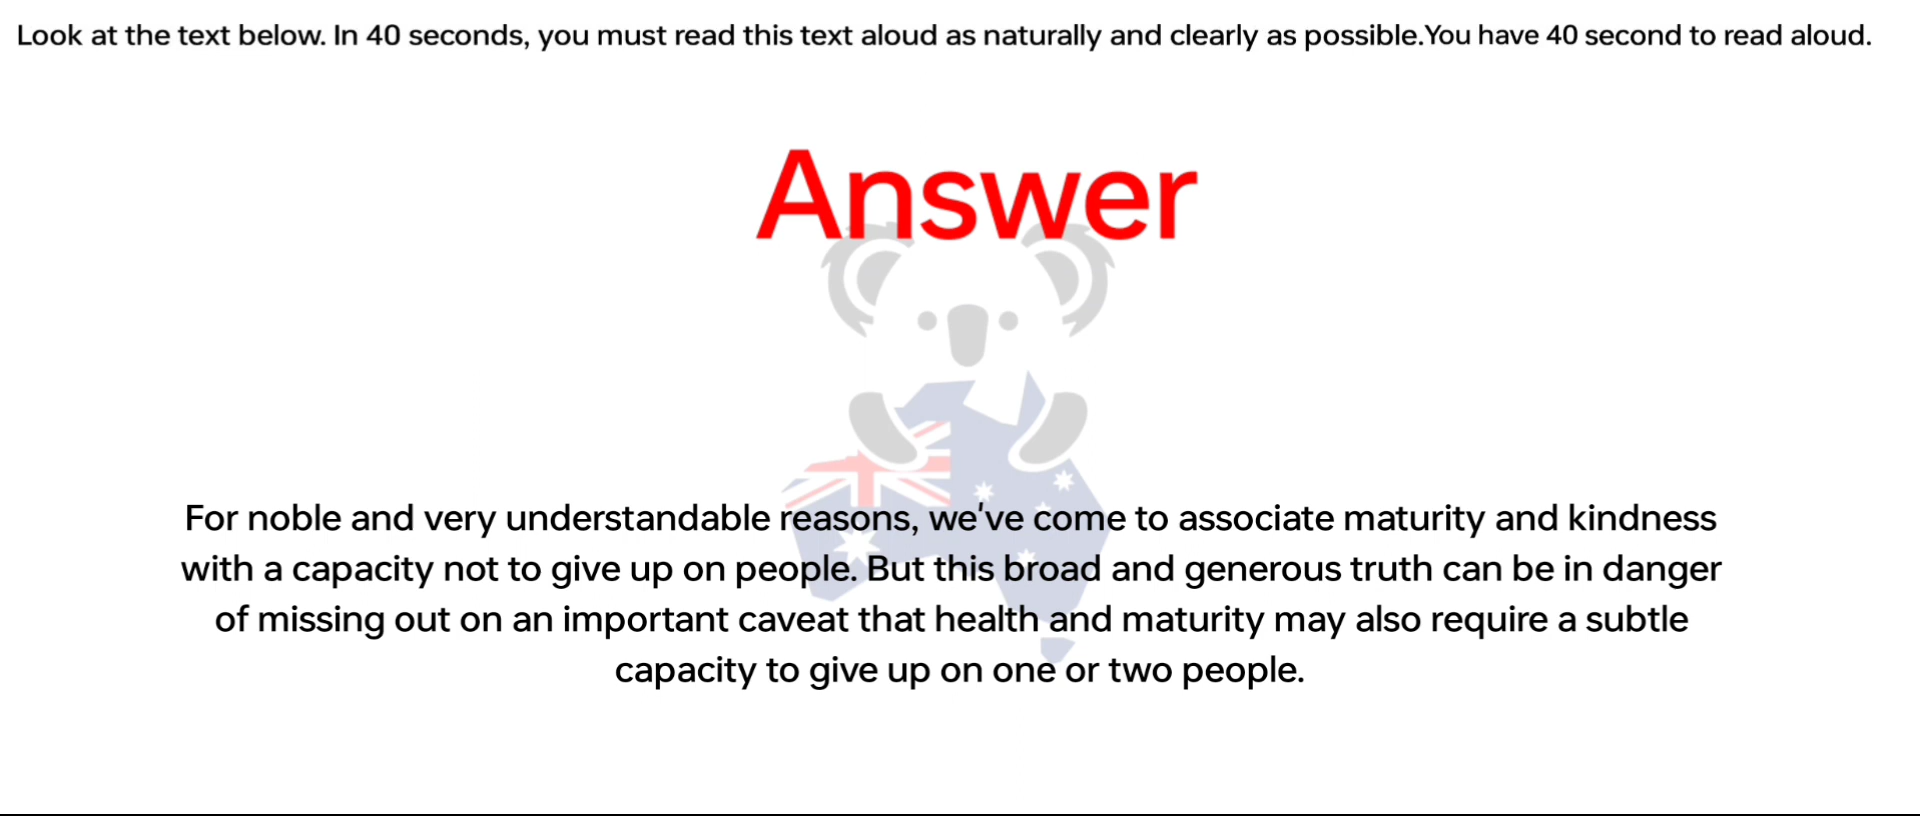 Look at the text below. In 40 seconds, you must read this text aloud as naturally and clearly as possible.You have 40 second to read aloud.
Answer
For noble and very understandable reasons, we've come to associate maturity and kindness
with a capacity not to give up on people. But this broad and generous truth can be in danger
of missing out on an important caveat that health and maturity may also require a subtle
capacity to give up on one or two people.